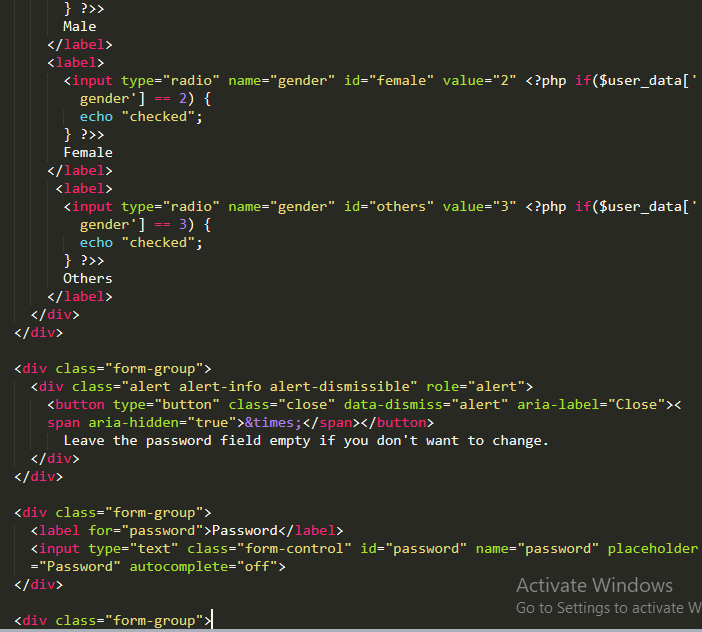 } ?>>
Male
</label>
<label>
<input type="radio" name="gender" id="female" value="2" <?php if($user_data['
gender'] == 2) {
echo "checked";
} ?>>
Female
</label>
<label>
<input type="radio" name="gender" id="others" value="3" <?php if($user_data['
gender'] == 3) {
echo "checked";
} ?>>
Others
</label>
</div>
</div>
<div class="form-group">
<div class="alert alert-info alert-dismissible" role="alert">
<button type="button" class="close" data-dismiss="alert" aria-label="Close"><
span aria-hidden="true">&times;</span></button>
Leave the password field empty if you don't want to change.
</div>
</div>
<div class="form-group">
<label for="password">Password</label>
<input type="text" class="form-control" id="password" name="password" placeholder
="Password" autocomplete="off">
</div>
Activate Windows
Go to Settings to activate W
<div class="form-group">